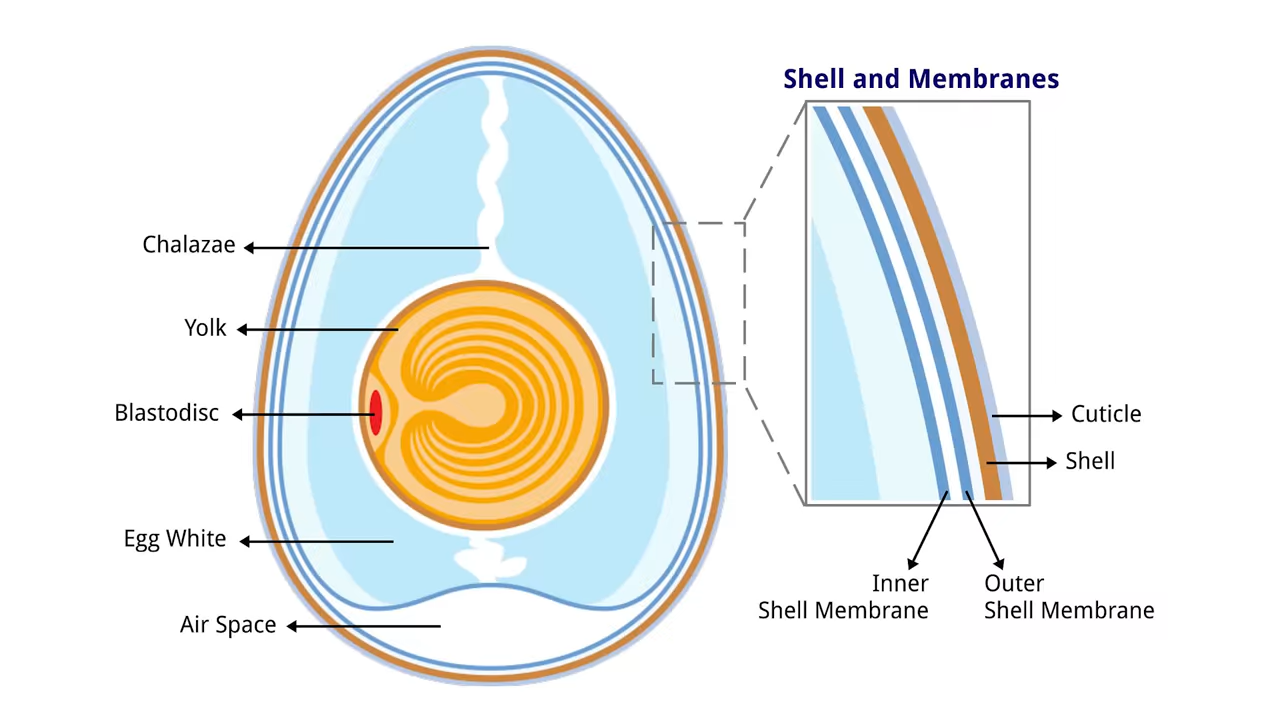 Shell and Membranes
Chalazae
Yolk
Blastodisc
Egg White
Air Space
Cuticle
Shell
Inner
Shell Membrane
Outer
Shell Membrane